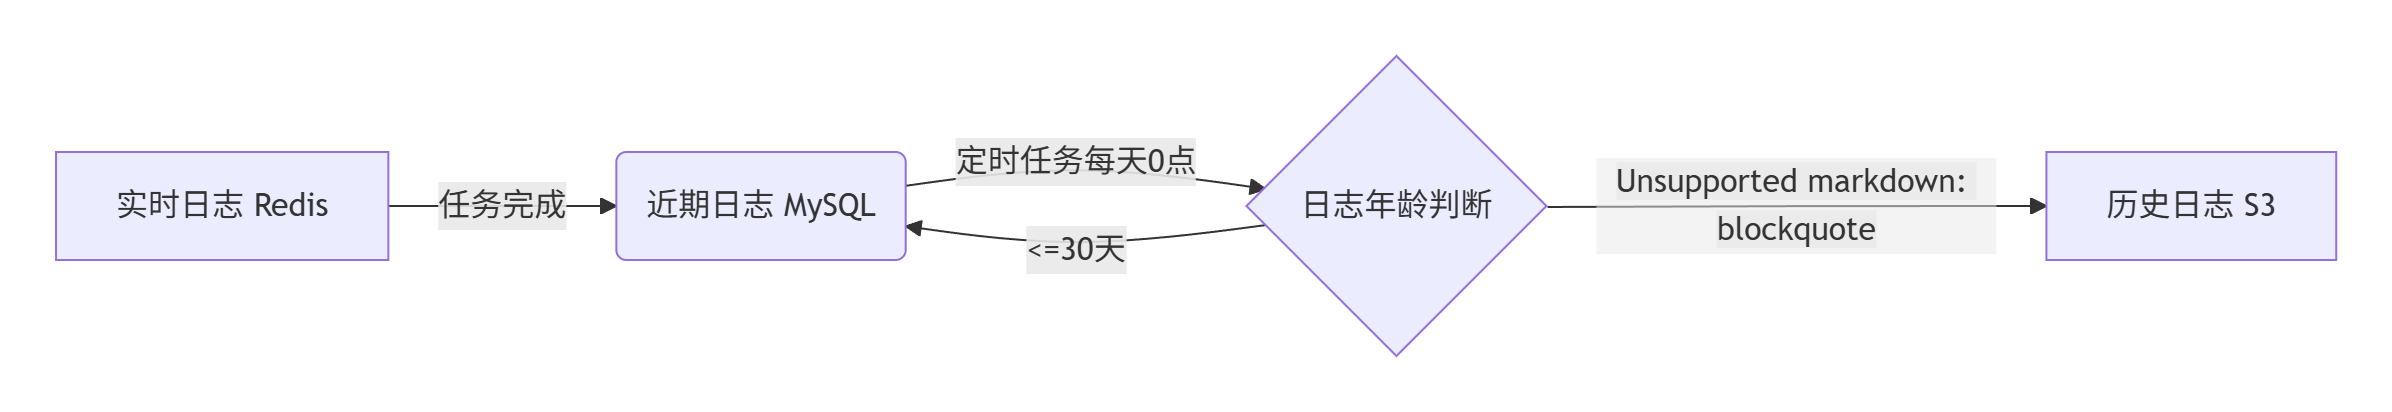 实时日志 Redis
任务完成
近期日志 MySQL
定时任务每天0点
<=30天
日志年龄判断
Unsupported markdown:
blockquote
历史日志 S3